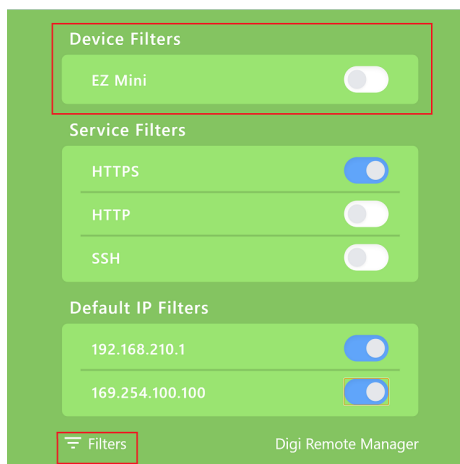 Device Filters
EZ Mini
Service Filters
HTTPS
HTTP
SSH
Default IP Filters
192.168.210.1
169.254.100.100
Filters Digi Remote Manager